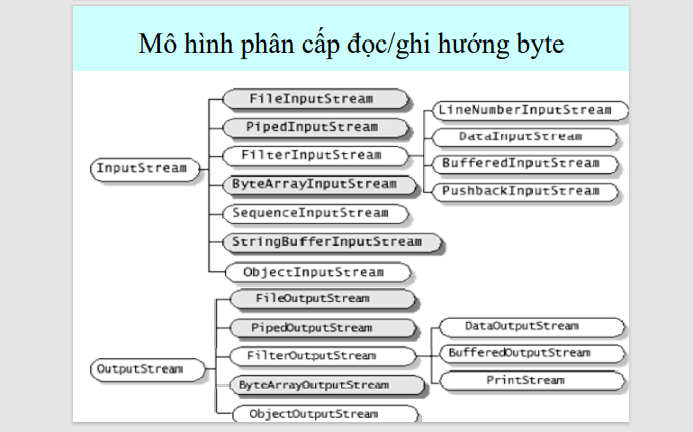 Mô hình phân cấp đọc/ghi hướng byte
FileInputStream
PipedInputStream
FilterInputStream
ByteArrayInputStream
SequenceInputStream
StringBufferInputStream
ObjectInputStream
InputStream
LineNumberInputStream
DataInputStream
BufferedInputStream
PushbackInputStream
FileOutputStream
PipedOutputStream
FilterOutputStream
ByteArrayOutputStream
ObjectOutputStream
OutputStream
DataOutputStream
BufferedOutputStream
PrintStream